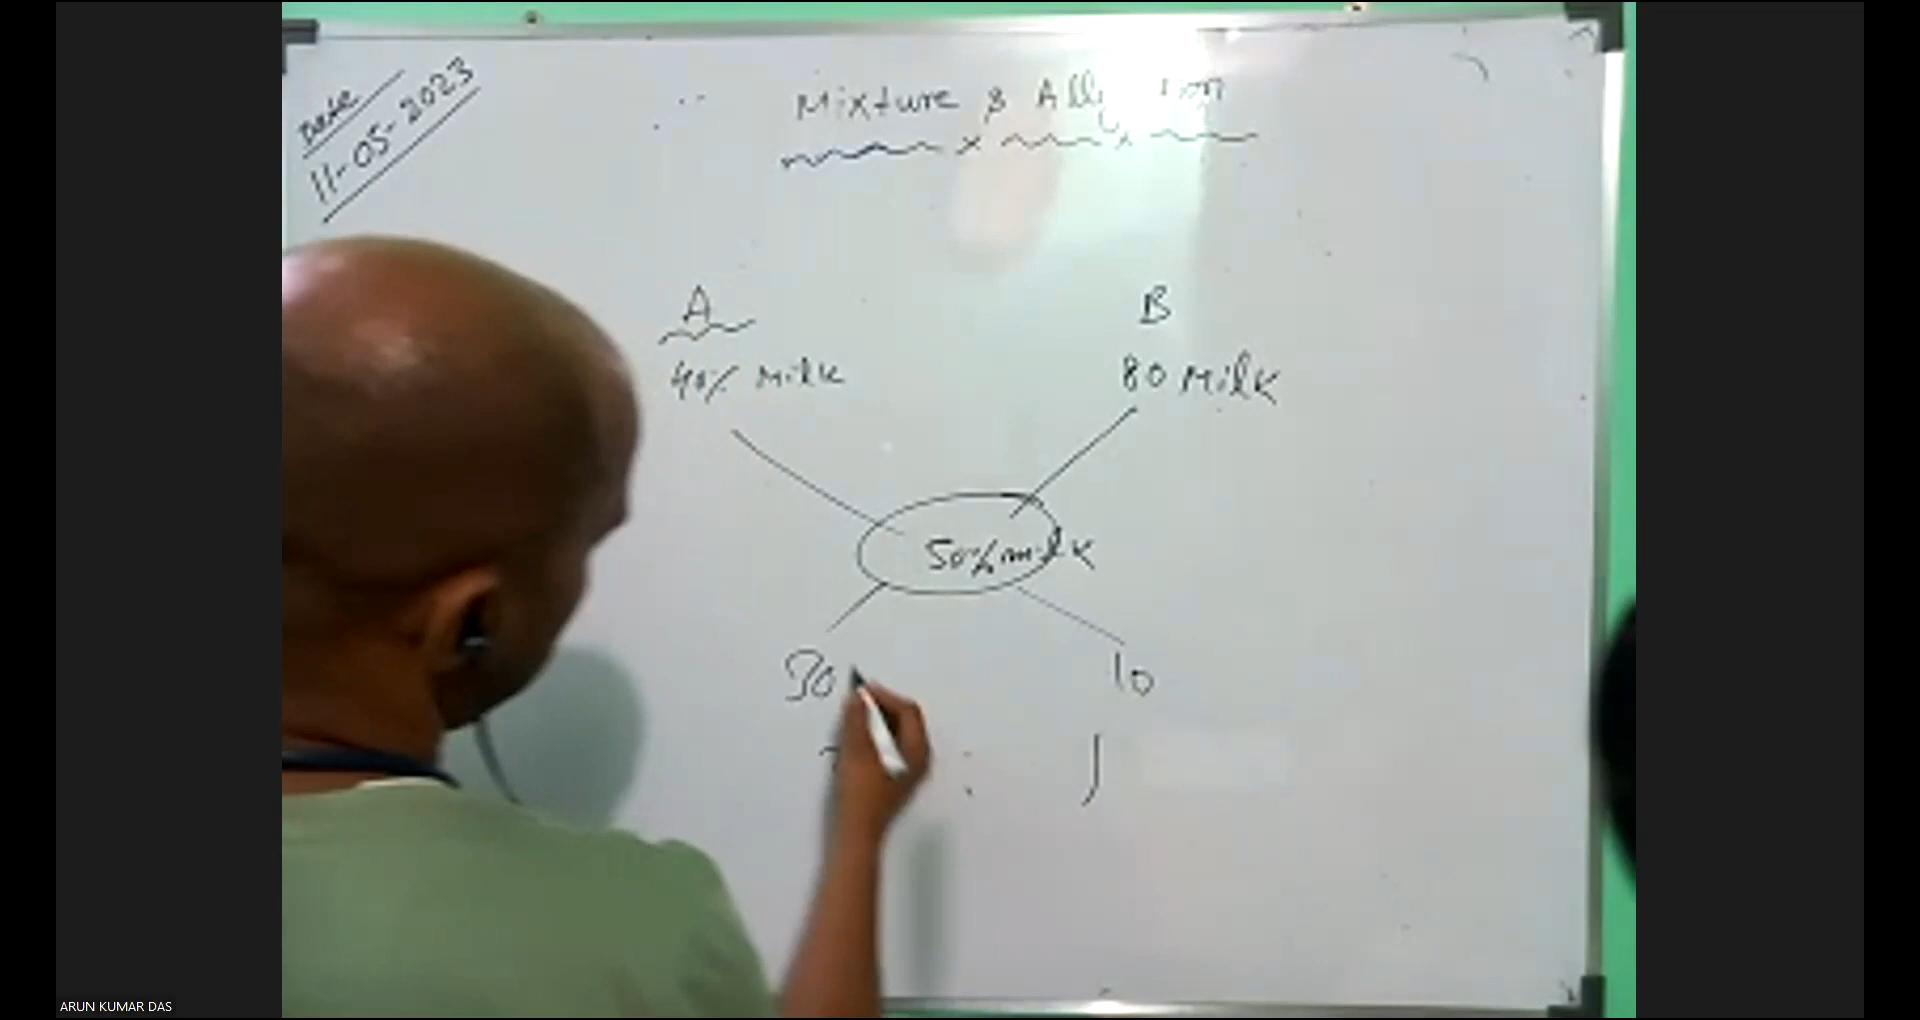 Date
11-05-2023
Mixture & All
A
B
40% Milk
80 Milk
50% milk
30
10
: 1
ARUN KUMAR DAS